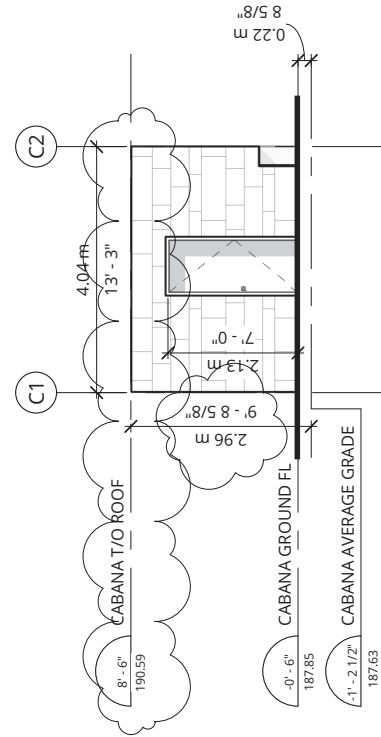 C1
C2
4.04 m
13' - 3"
0.22 m
8 5/8"
7' - 0"
2.13 m
9' - 8 5/8"
2.96 m
CABANA T/O ROOF
8' - 6"
190.59
CABANA GROUND FL
-0' - 6"
187.85
CABANA AVERAGE GRADE
-1' - 2 1/2"
187.63